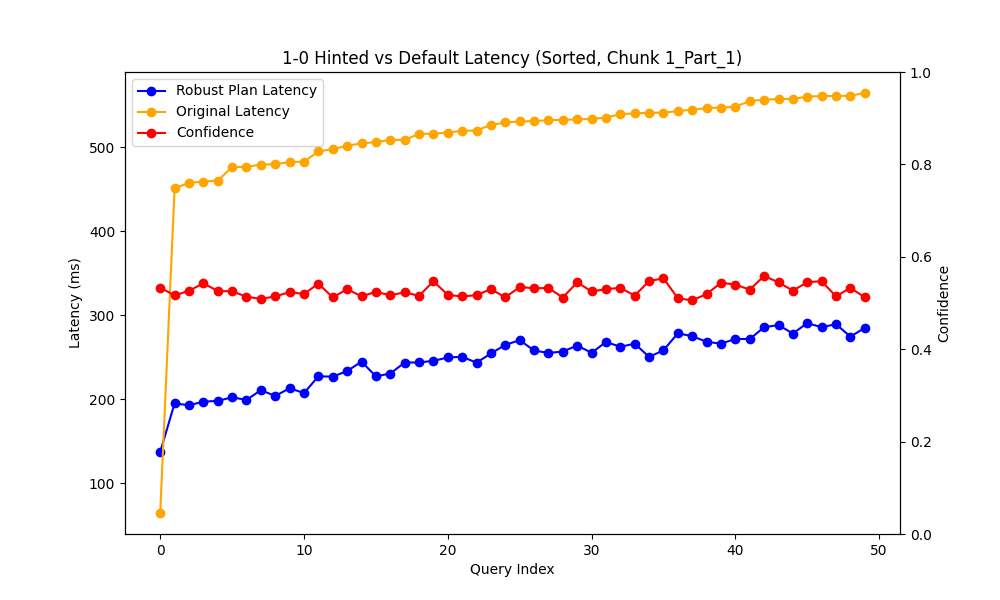 1-0 Hinted vs Default Latency (Sorted, Chunk 1_Part_1)
Robust Plan Latency
Original Latency
Confidence
500
400
300
200
100
Latency (ms)
1.0
0.8
0.6
0.4
0.2
0.0
Confidence
0 10 20 30 40 50
Query Index